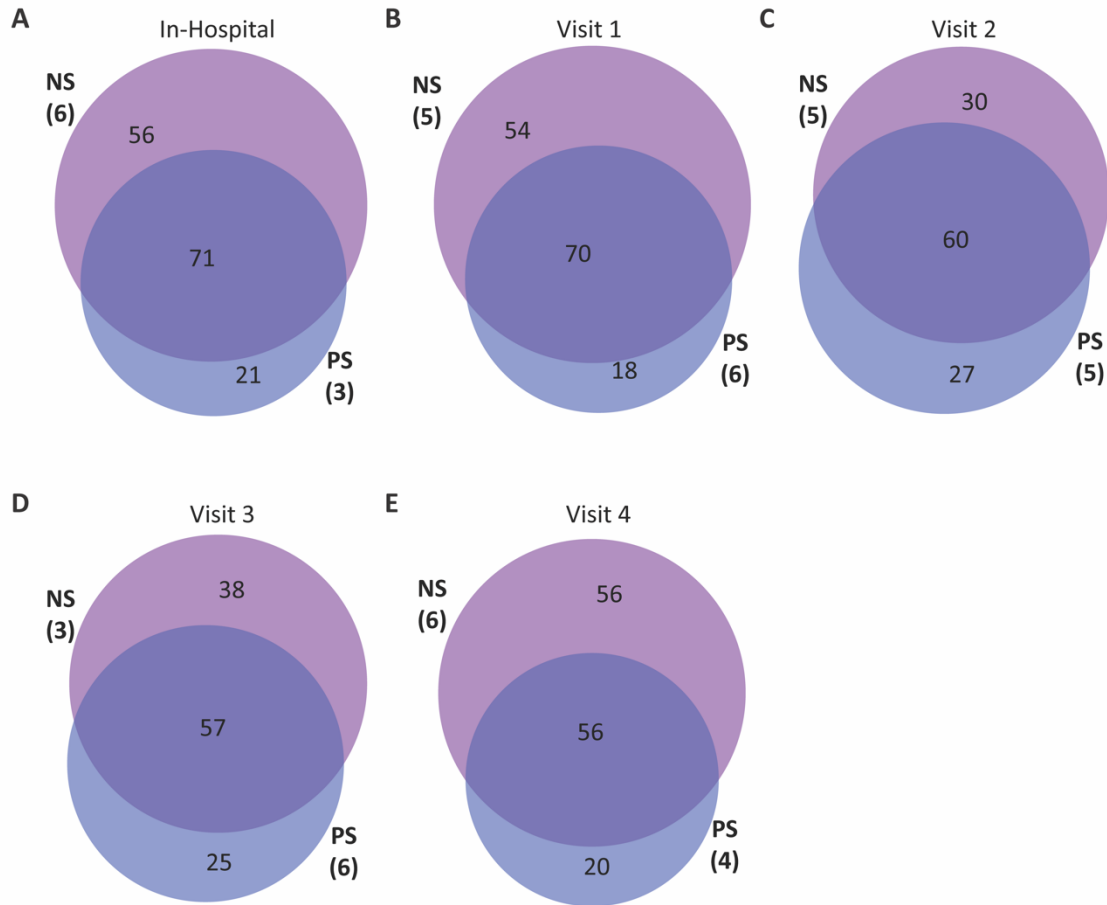 A
In-Hospital
NS
(6)
56
71
21
PS
(3)
B
Visit 1
NS
(5)
54
70
18
PS
(6)
C
Visit 2
NS
(5)
30
60
27
PS
(5)
D
Visit 3
NS
(3)
38
57
25
PS
(6)
E
Visit 4
NS
(6)
56
56
20
PS
(4)